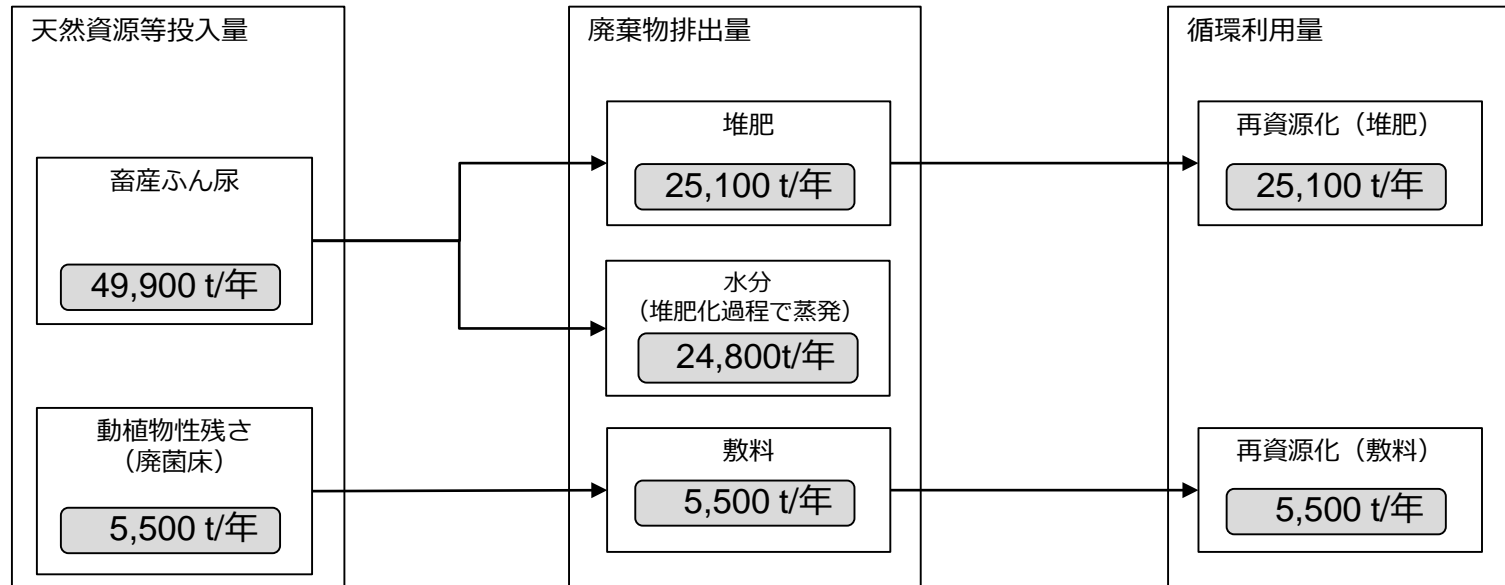 天然資源等投入量
畜産ふん尿
49,900 t/年
動植物性残さ
（廃菌床）
5,500 t/年
廃棄物排出量
堆肥
25,100 t/年
水分
（堆肥化過程で蒸発）
24,800t/年
敷料
5,500 t/年
循環利用量
再資源化（堆肥）
25,100 t/年
再資源化（敷料）
5,500 t/年